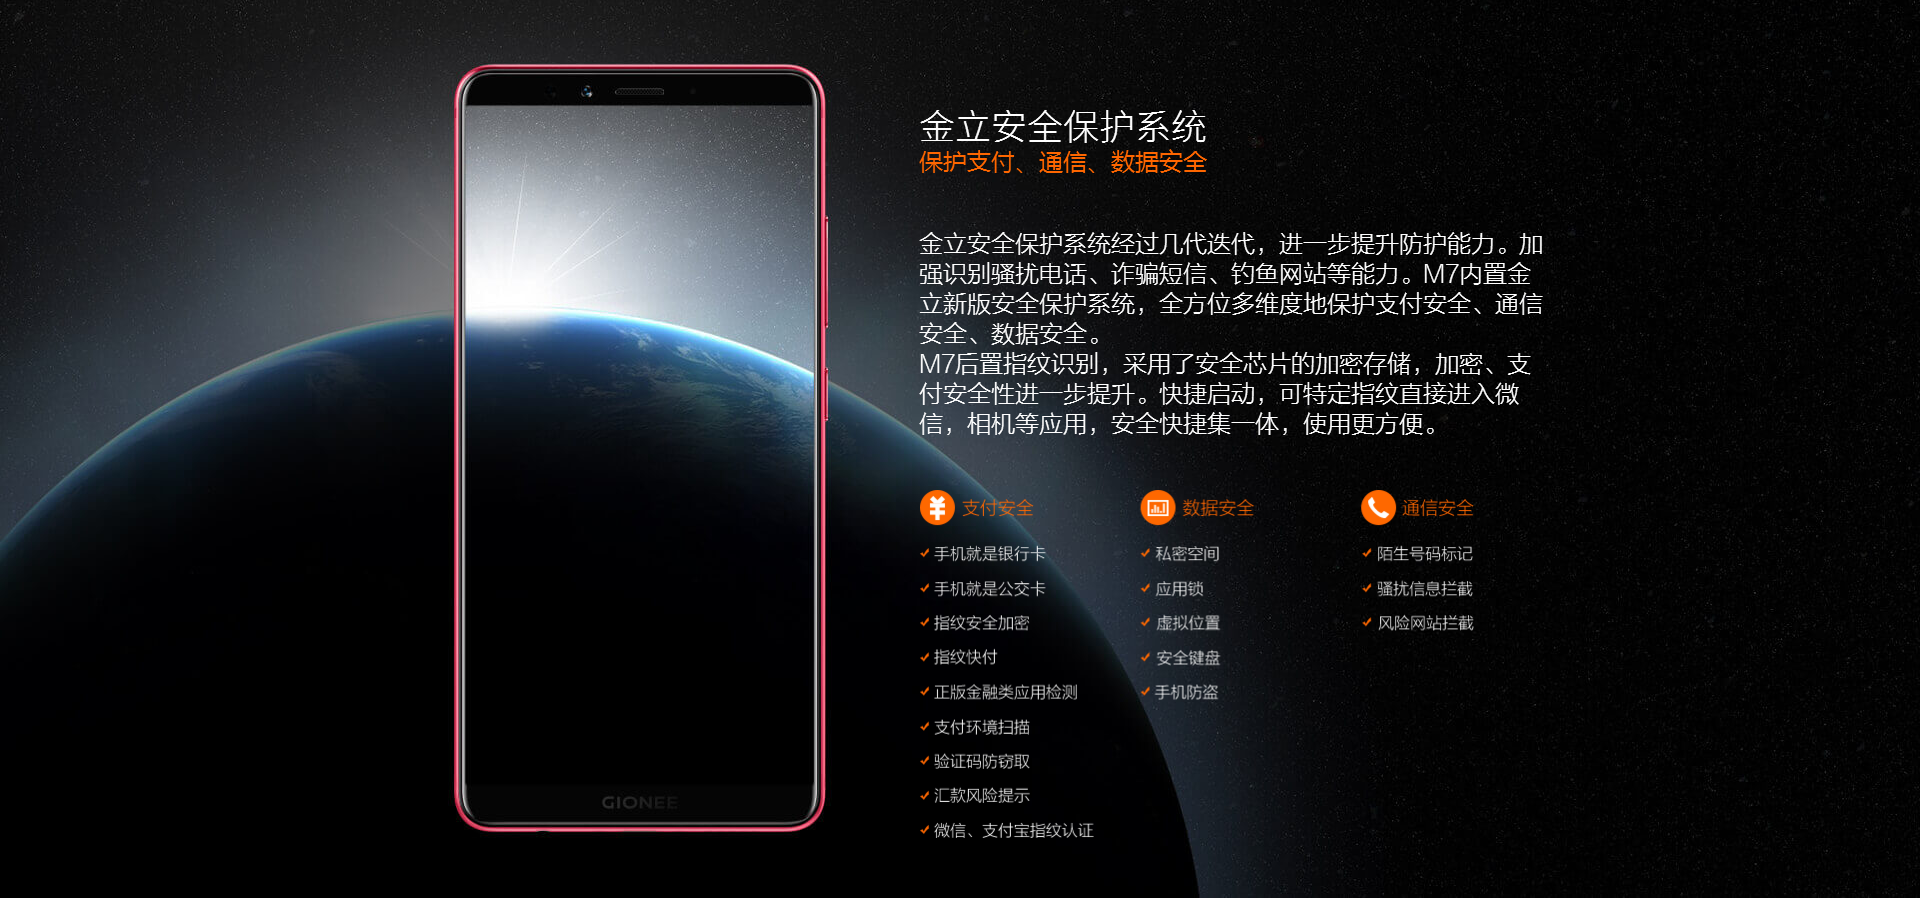 金立安全保护系统
保护支付、通信、数据安全
金立安全保护系统经过几代迭代，进一步提升防护能力。加
强识别骚扰电话、诈骗短信、钓鱼网站等能力。M7内置金
立新版安全保护系统，全方位多维度地保护支付安全、通信
安全、数据安全。
M7后置指纹识别，采用了安全芯片的加密存储，加密、支
付安全性进一步提升。快捷启动，可特定指纹直接进入微
信，相机等应用，安全快捷集一体，使用更方便。
支付安全
手机就是银行卡
手机就是公交卡
指纹安全加密
指纹快付
正版金融类应用检测
支付环境扫描
验证码防窃取
汇款风险提示
微信、支付宝指纹认证
数据安全
私密空间
应用锁
虚拟位置
安全键盘
手机防盗
通信安全
陌生号码标记
骚扰信息拦截
风险网站拦截
GIONEE